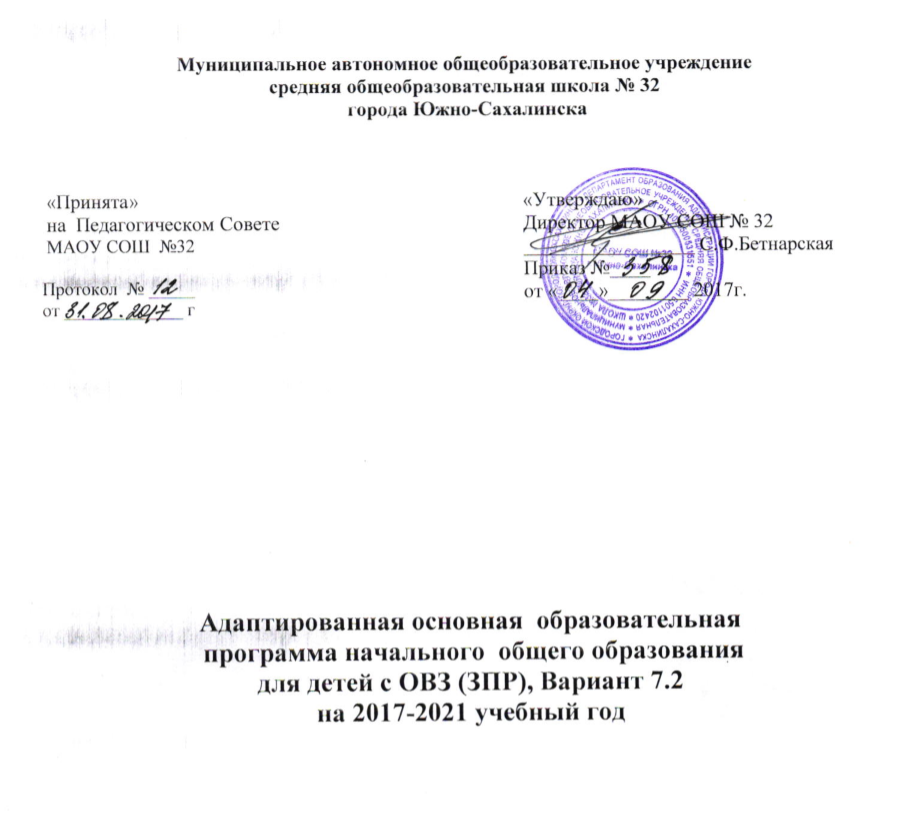 Муниципальное автономное общеобразовательное учреждение
средняя общеобразовательная школа № 32
города Южно-Сахалинска
«Принята»
на Педагогическом Совете
МАОУ СОШ №32
Протокол № 12
от 31.08.2017 г
«Утверждаю»
Директор МАОУ СОШ № 32
С.Ф.Бетнарская
Приказ № 358
от « 04 » 09 2017г.
Адаптированная основная образовательная
программа начального общего образования
для детей с ОВЗ (ЗПР), Вариант 7.2
на 2017-2021 учебный год